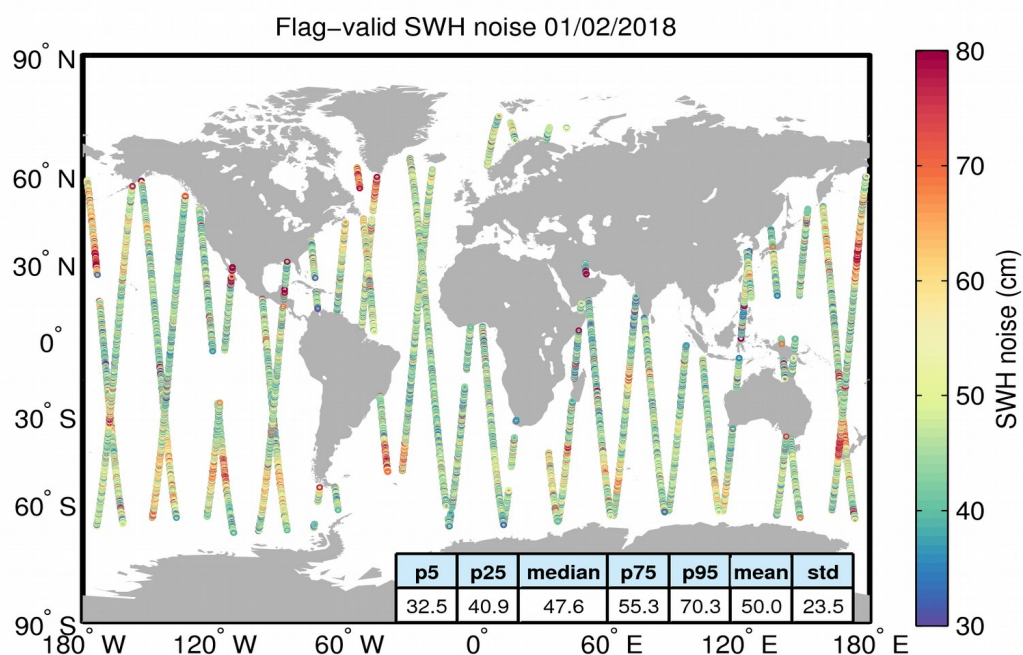 Flag−valid SWH noise 01/02/2018
90° N
60° N
30° N
0°
30° S
60° S
90° S
180° W
120° W
60° W
0°
60° E
120° E
180° E
80
70
60
50
40
30
SWH noise (cm)
p5 p25 median p75 p95 mean std
32.5 40.9 47.6 55.3 70.3 50.0 23.5